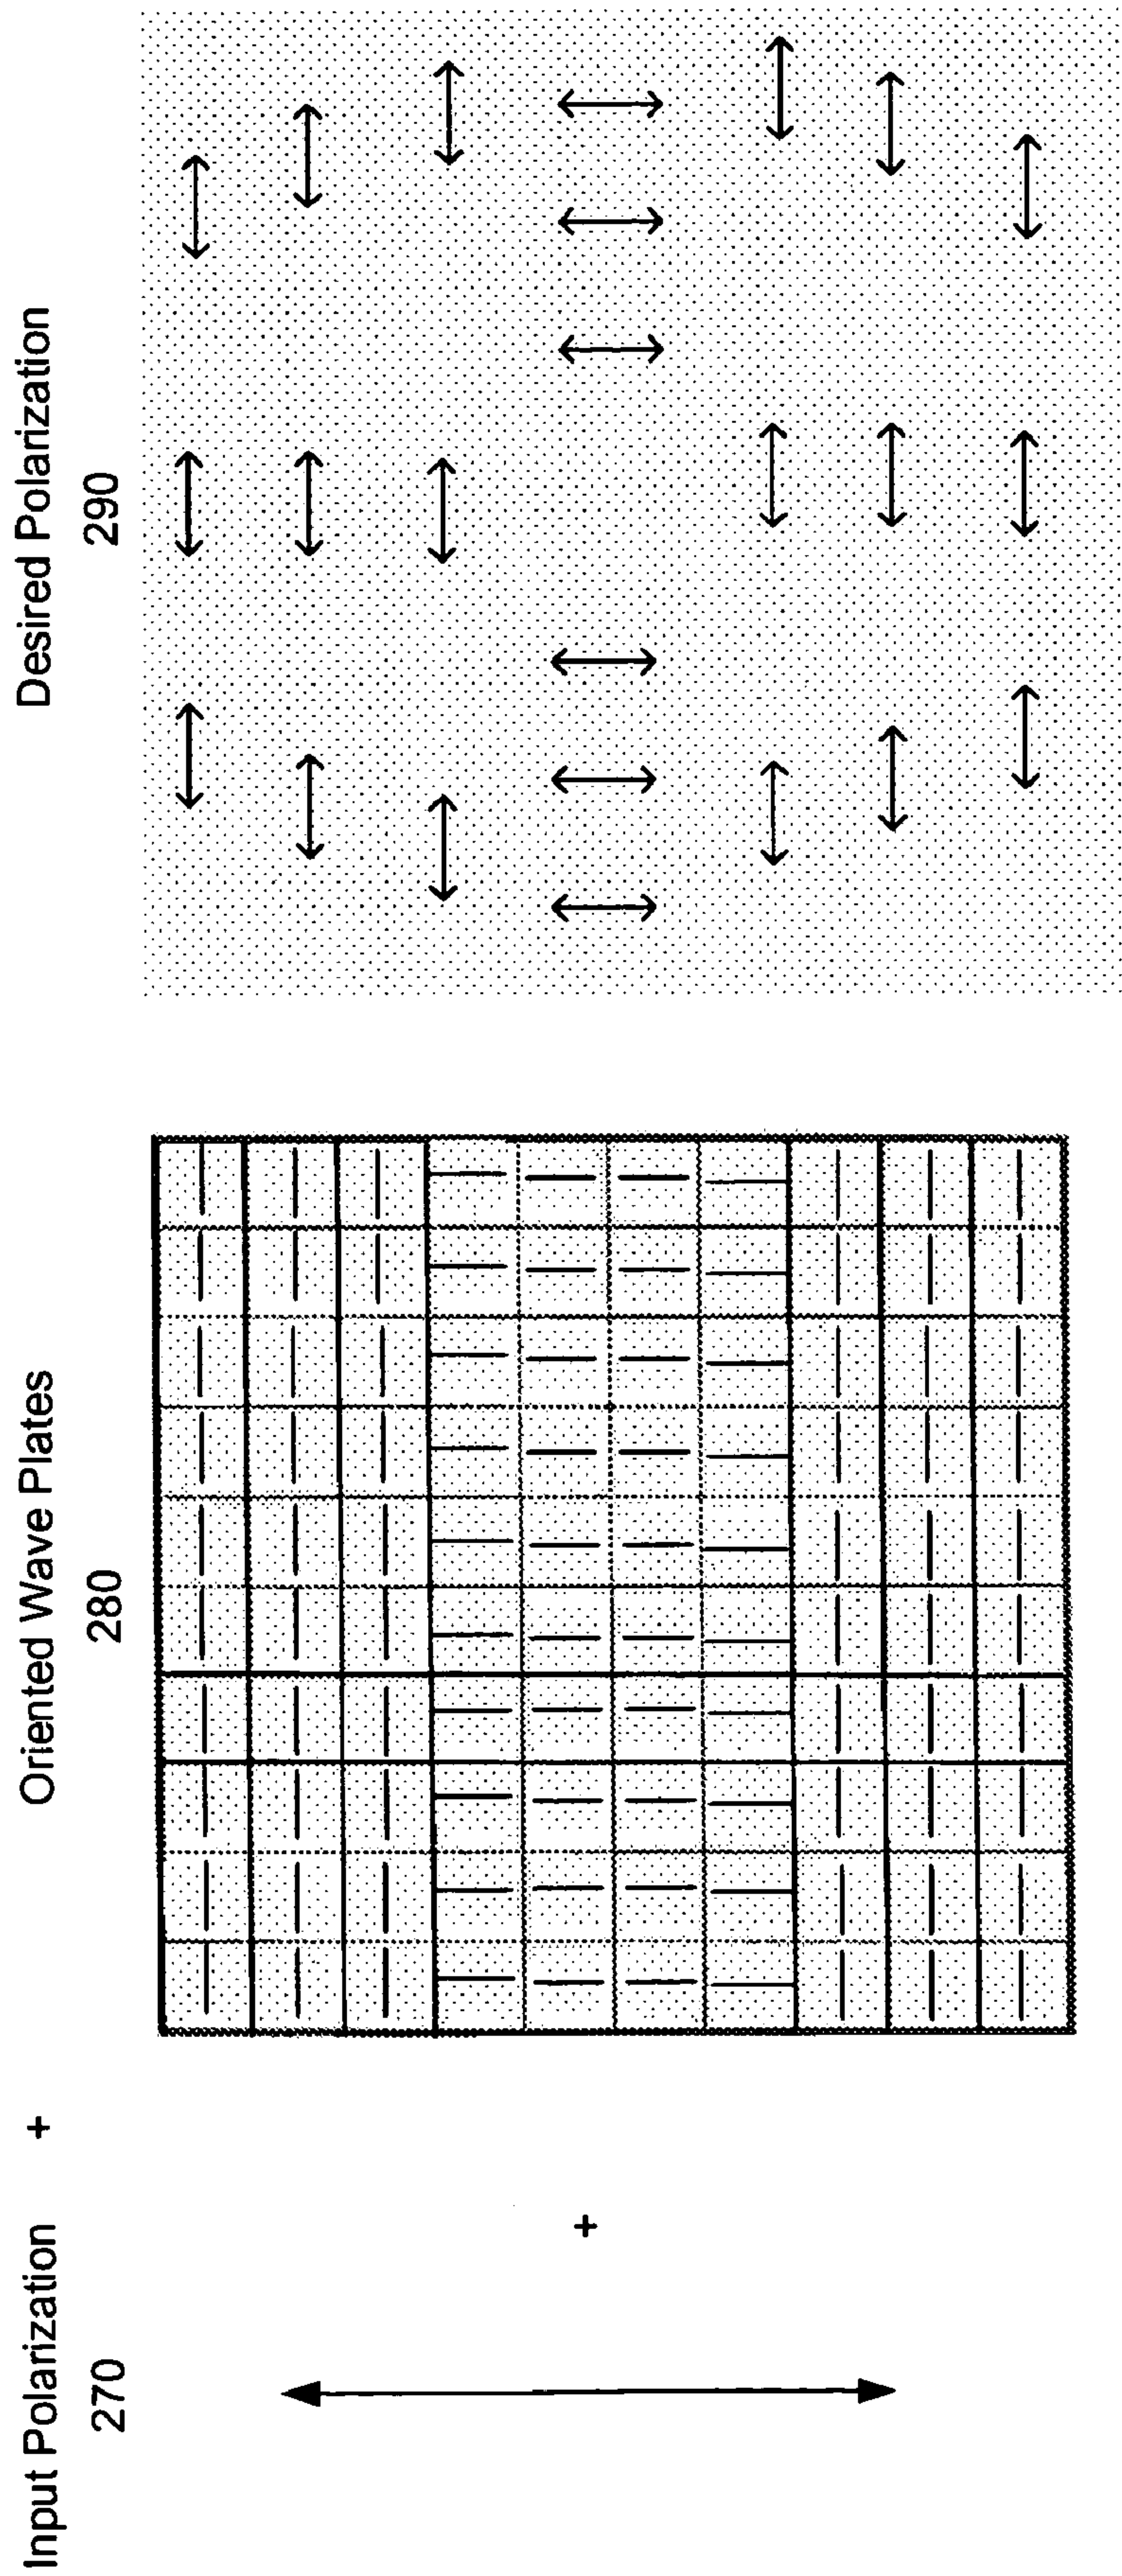 Input Polarization + Oriented Wave Plates Desired Polarization
270 280 290
+